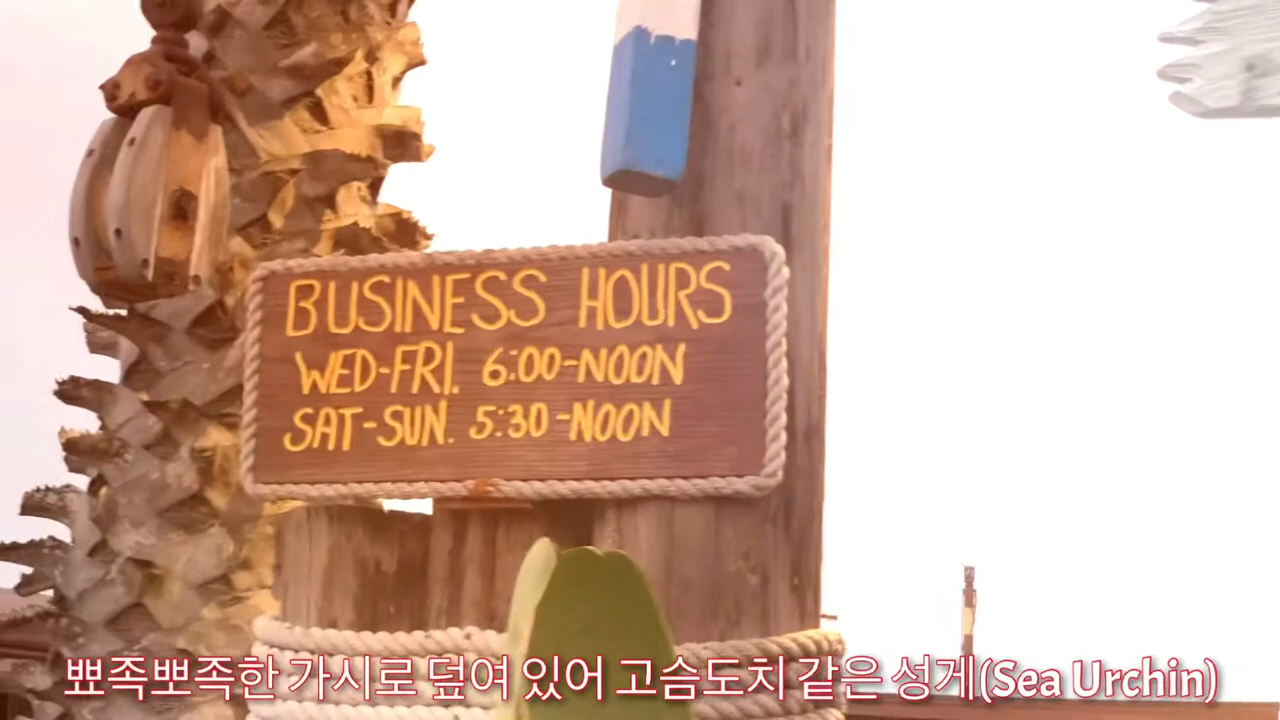 BUSINESS HOURS
WED-FRI. 6:00-NOON
SAT-SUN. 5:30-NOON
뾰족뾰족한 가시로 덮여 있어 고슴도치 같은 성게(Sea Urchin)